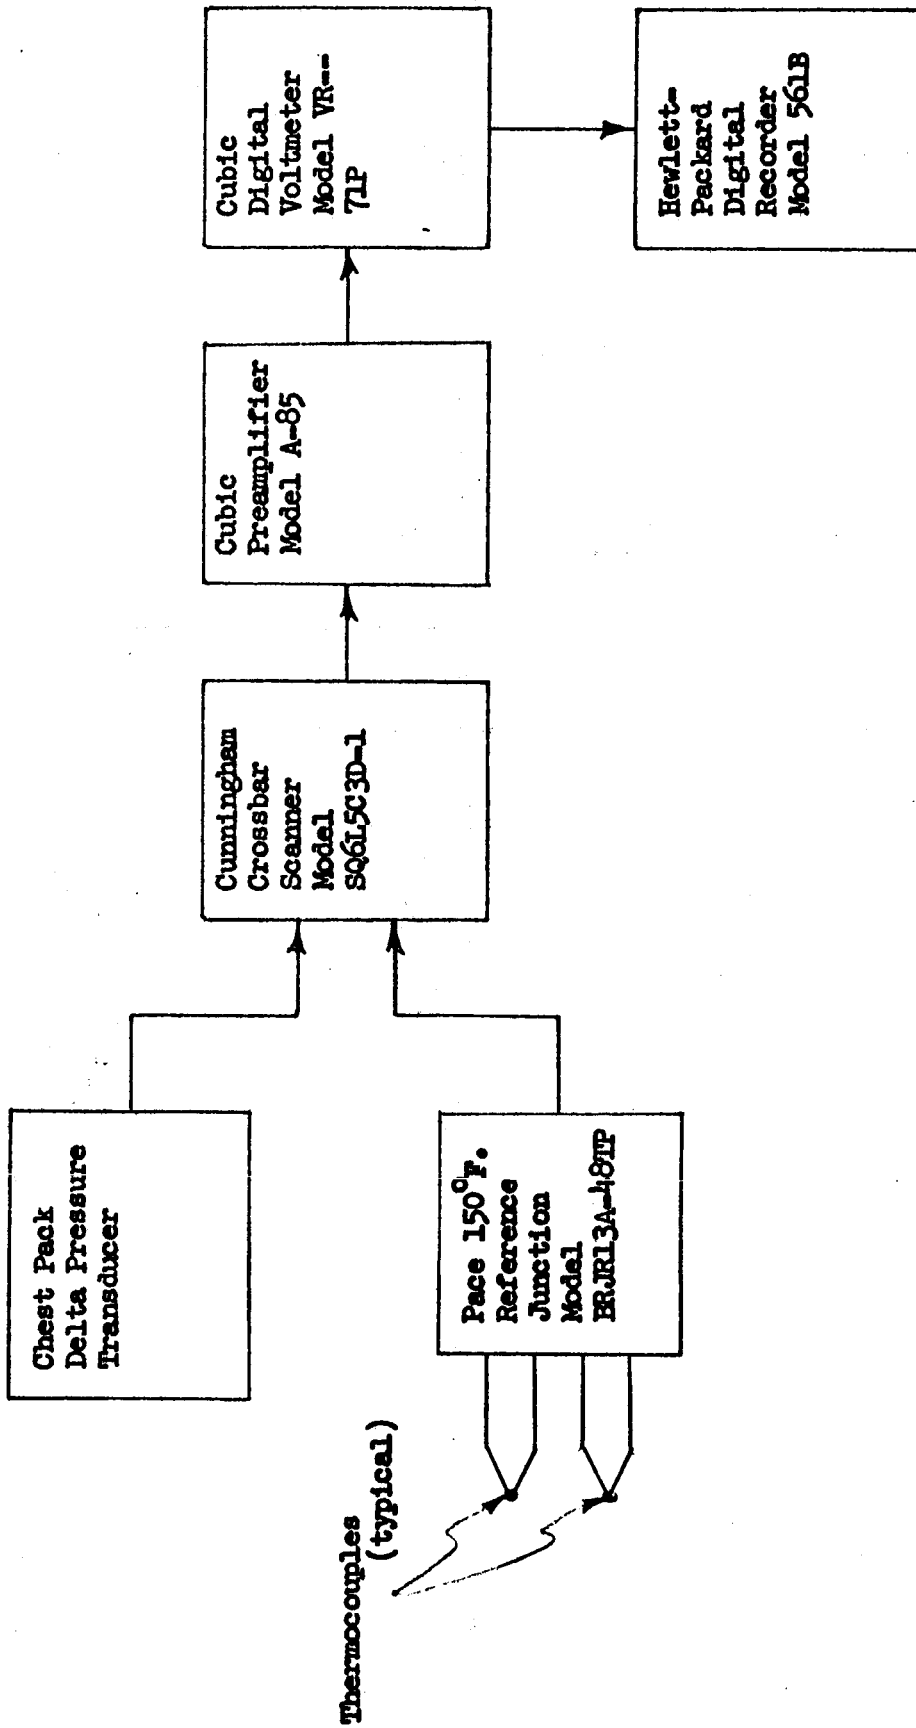 Chest Pack
Delta Pressure
Transducer
Thermocouples
(typical)
Pace 150°F.
Reference
Junction
Model
BRJR13A-48TP
Cunningham
Crossbar
Scanner
Model
SQ6L5C3D-1
Cubic
Preamplifier
Model A-85
Cubic
Digital
Voltmeter
Model VR--
71P
Hewlett-
Packard
Digital
Recorder
Model 561B